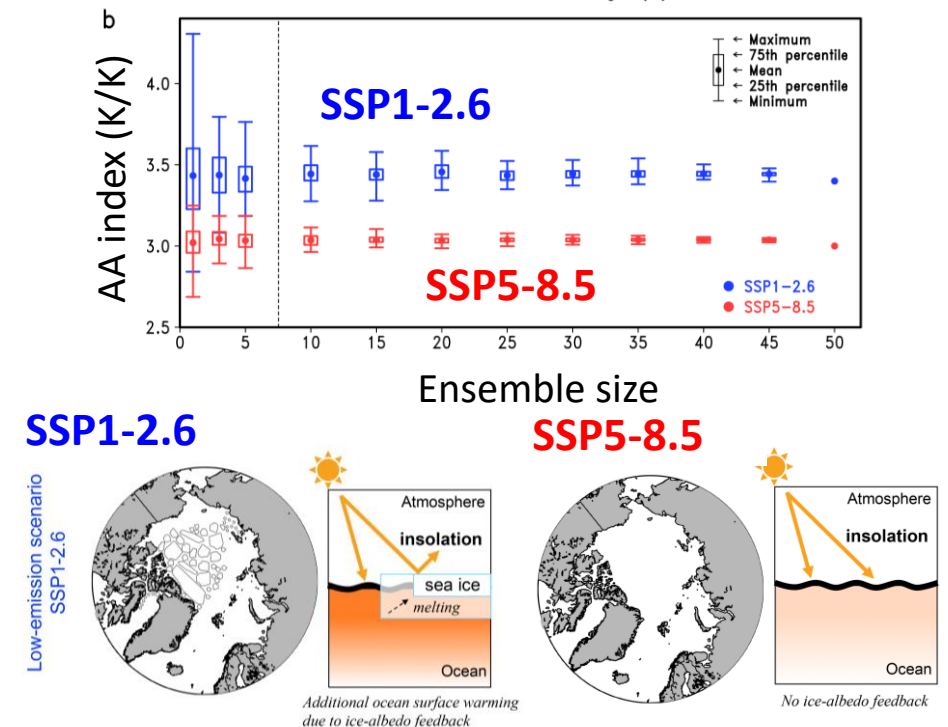 b
← Maximum
← 75th percentile
← Mean
← 25th percentile
← Minimum
SSP1-2.6
AA index (K/K)
4.0
3.5
3.0
2.5
SSP5-8.5
SSP1-2.6
SSP5-8.5
0 5 10 15 20 25 30 35 40 45 50
Ensemble size
SSP1-2.6
SSP5-8.5
Low-emission scenario
SSP1-2.6
Atmosphere
insolation
sea ice
melting
Ocean
Additional ocean surface warming
due to ice-albedo feedback
Atmosphere
insolation
Ocean
No ice-albedo feedback